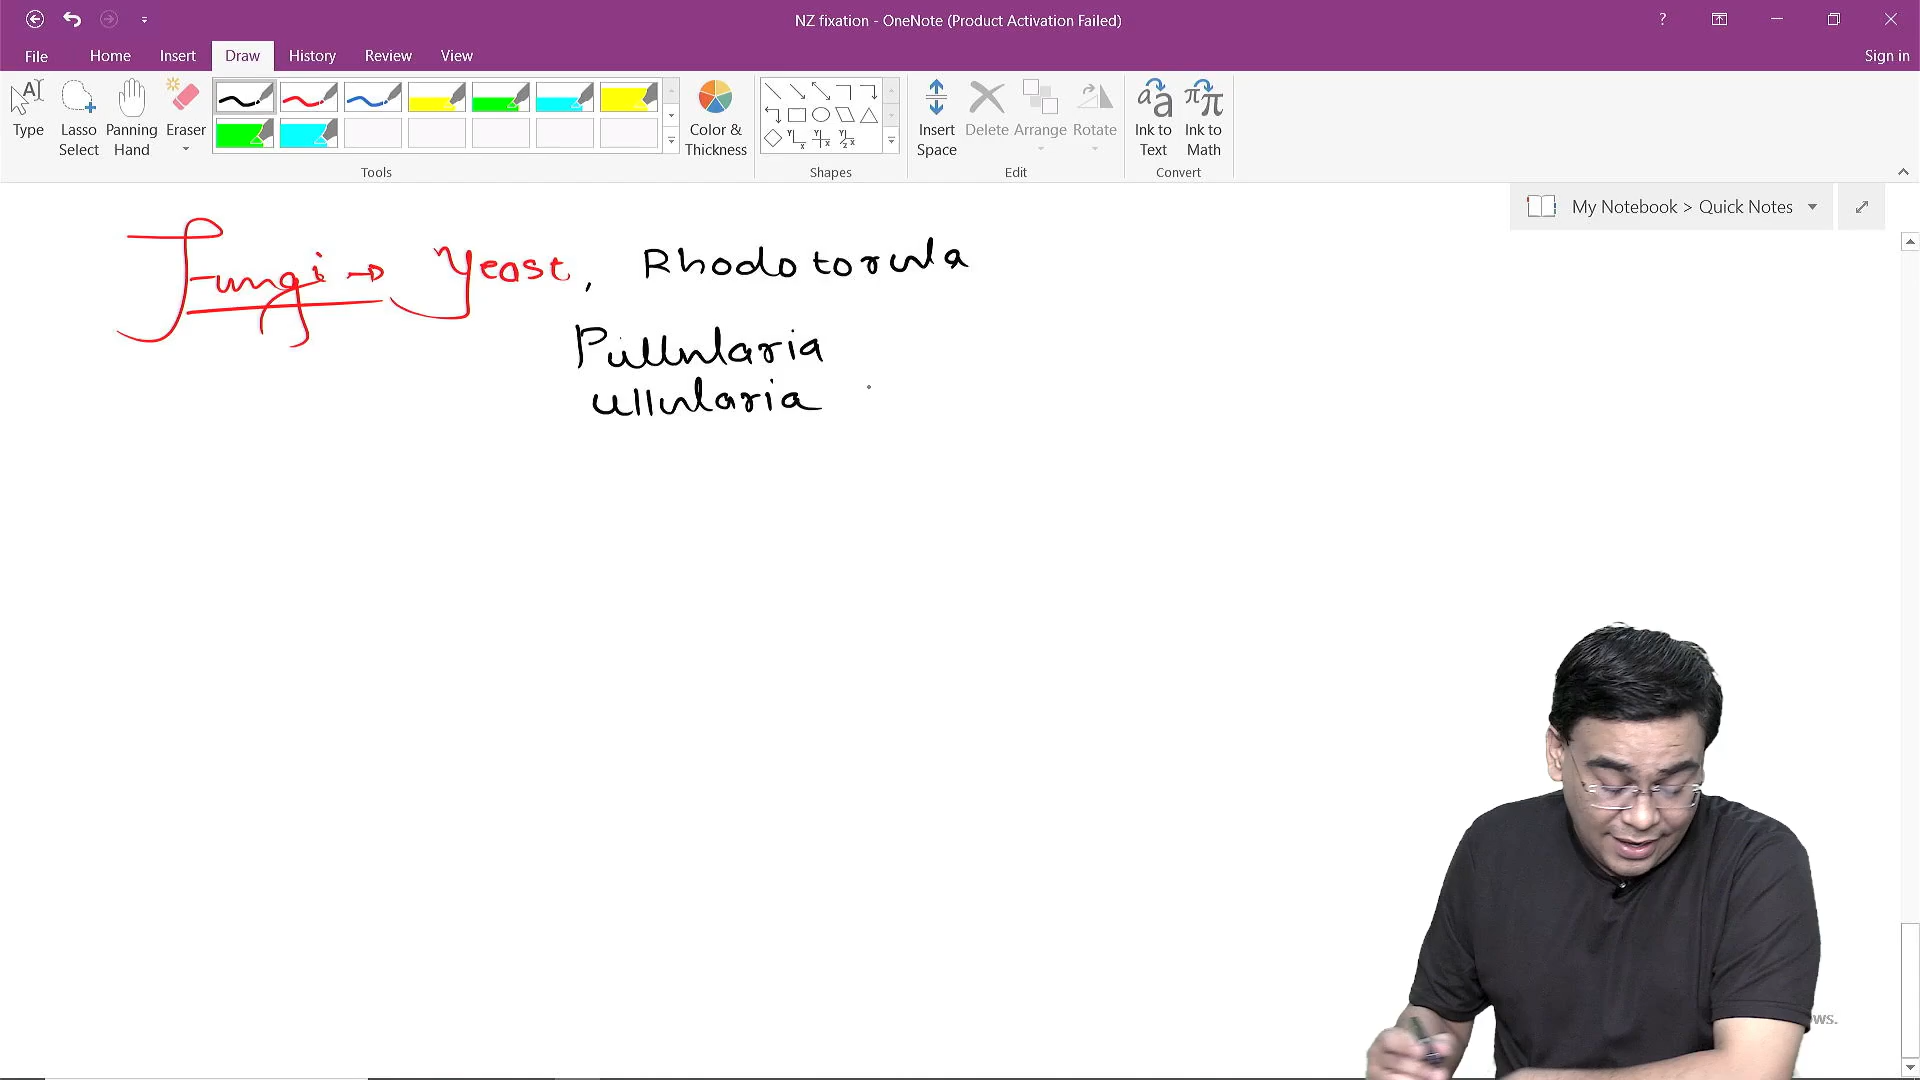 NZ fixation - OneNote (Product Activation Failed)
?
File Home Insert Draw History Review View
Sign in
Type
Lasso Select
Panning Hand
Eraser
Color & Thickness
Insert Space
Delete
Arrange
Rotate
Ink to Text
Ink to Math
Tools Shapes Edit Convert
My Notebook > Quick Notes
Fungi → Yeast, Rhodotorula
Pullularia
ullularia
ws.